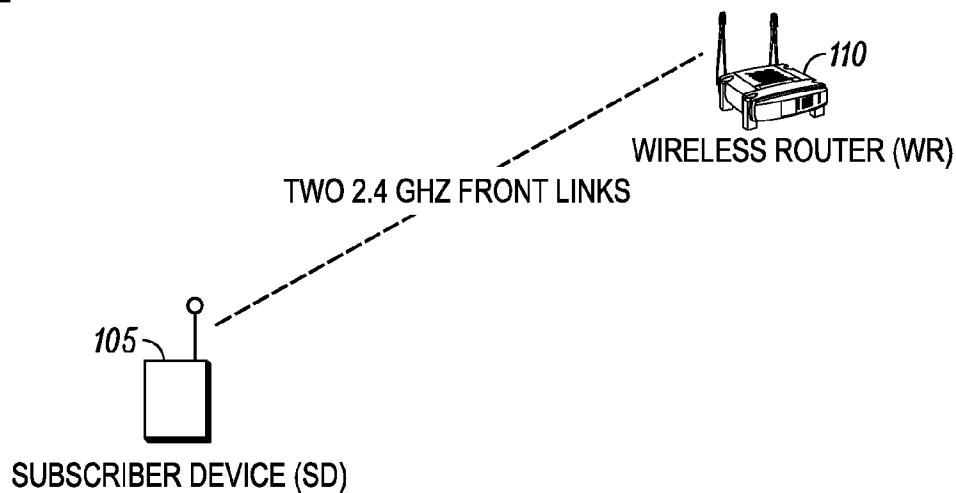 110
WIRELESS ROUTER (WR)
TWO 2.4 GHZ FRONT LINKS
105
SUBSCRIBER DEVICE (SD)